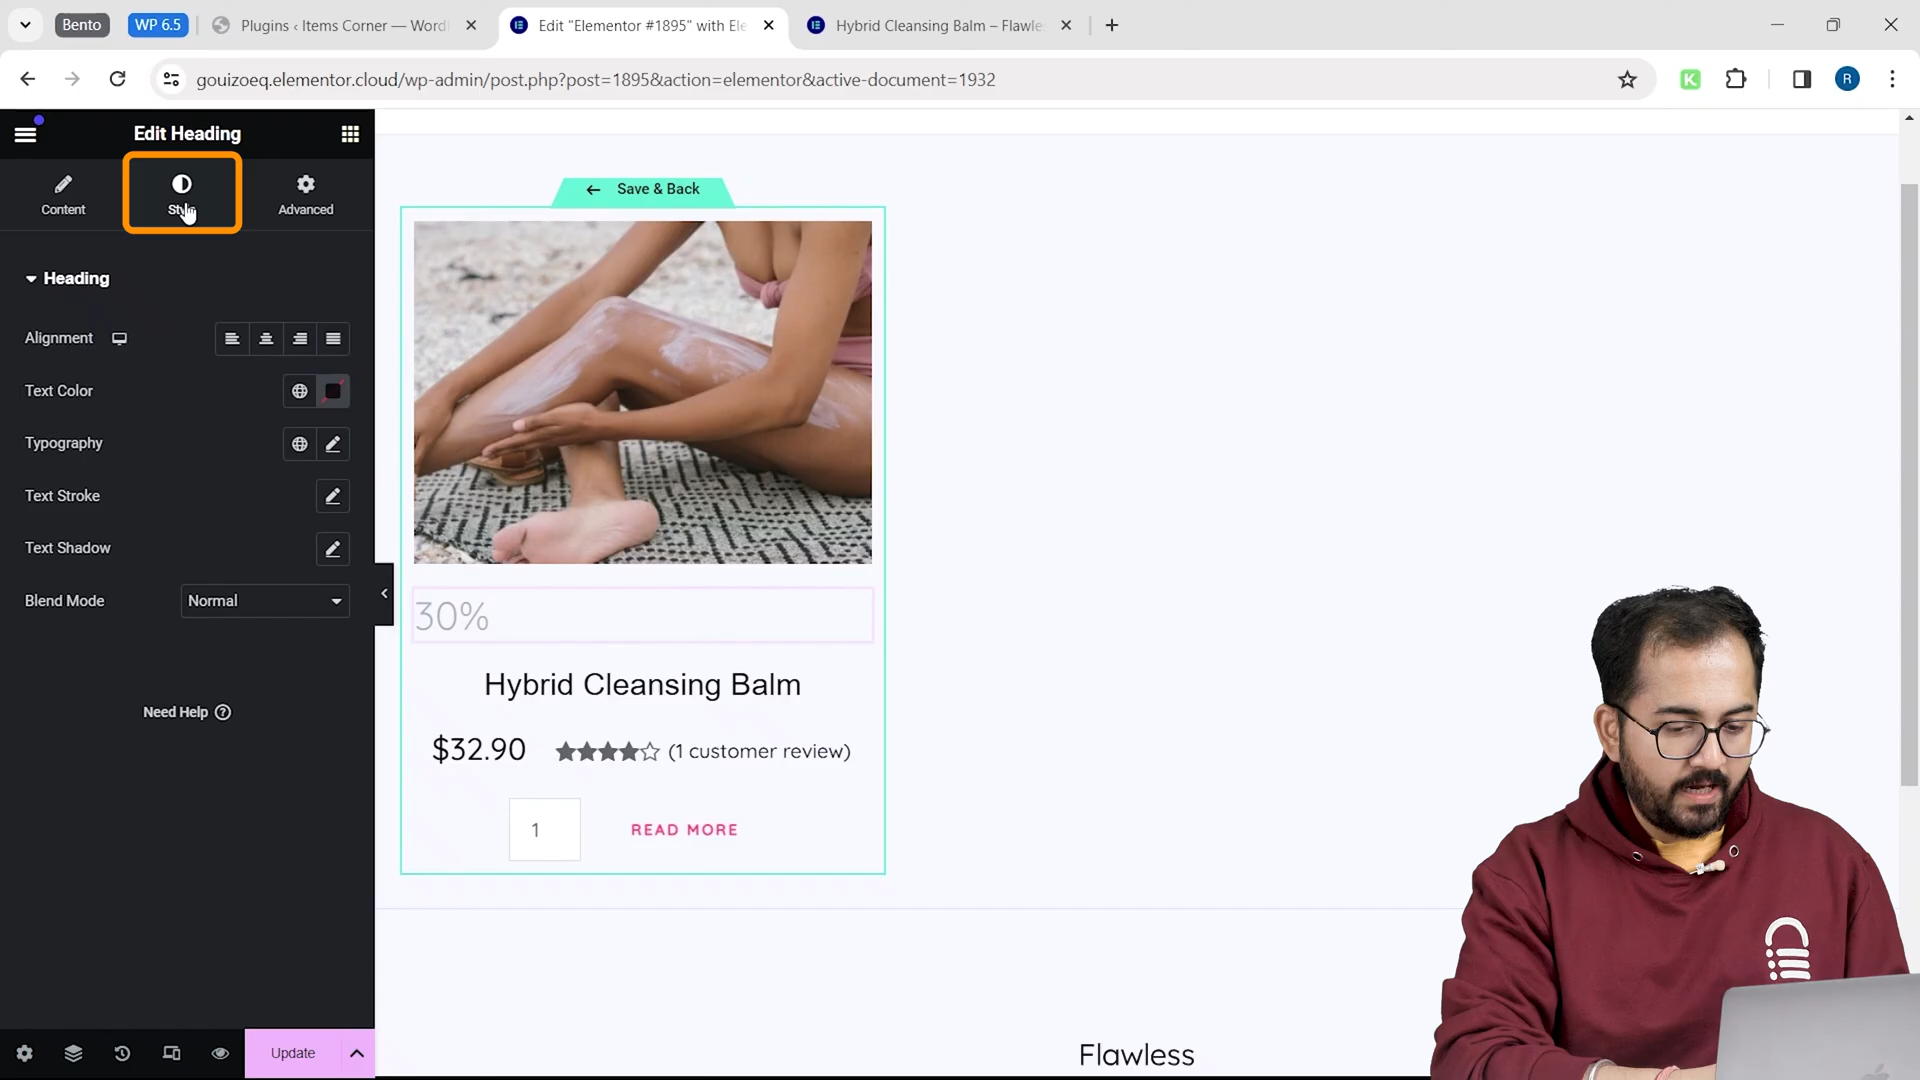 Bento
WP 6.5
Plugins ‹ Items Corner — Word
Edit "Elementor #1895" with Ele
Hybrid Cleansing Balm – Flawle
gouizoeq.elementor.cloud/wp-admin/post.php?post=1895&action=elementor&active-document=1932
K
R
Edit Heading
Content
Advanced
Heading
Alignment
Text Color
Typography
Text Stroke
Text Shadow
Blend Mode
Normal
Need Help
Update
Save & Back
30%
Hybrid Cleansing Balm
$32.90
(1 customer review)
1
READ MORE
Flawless